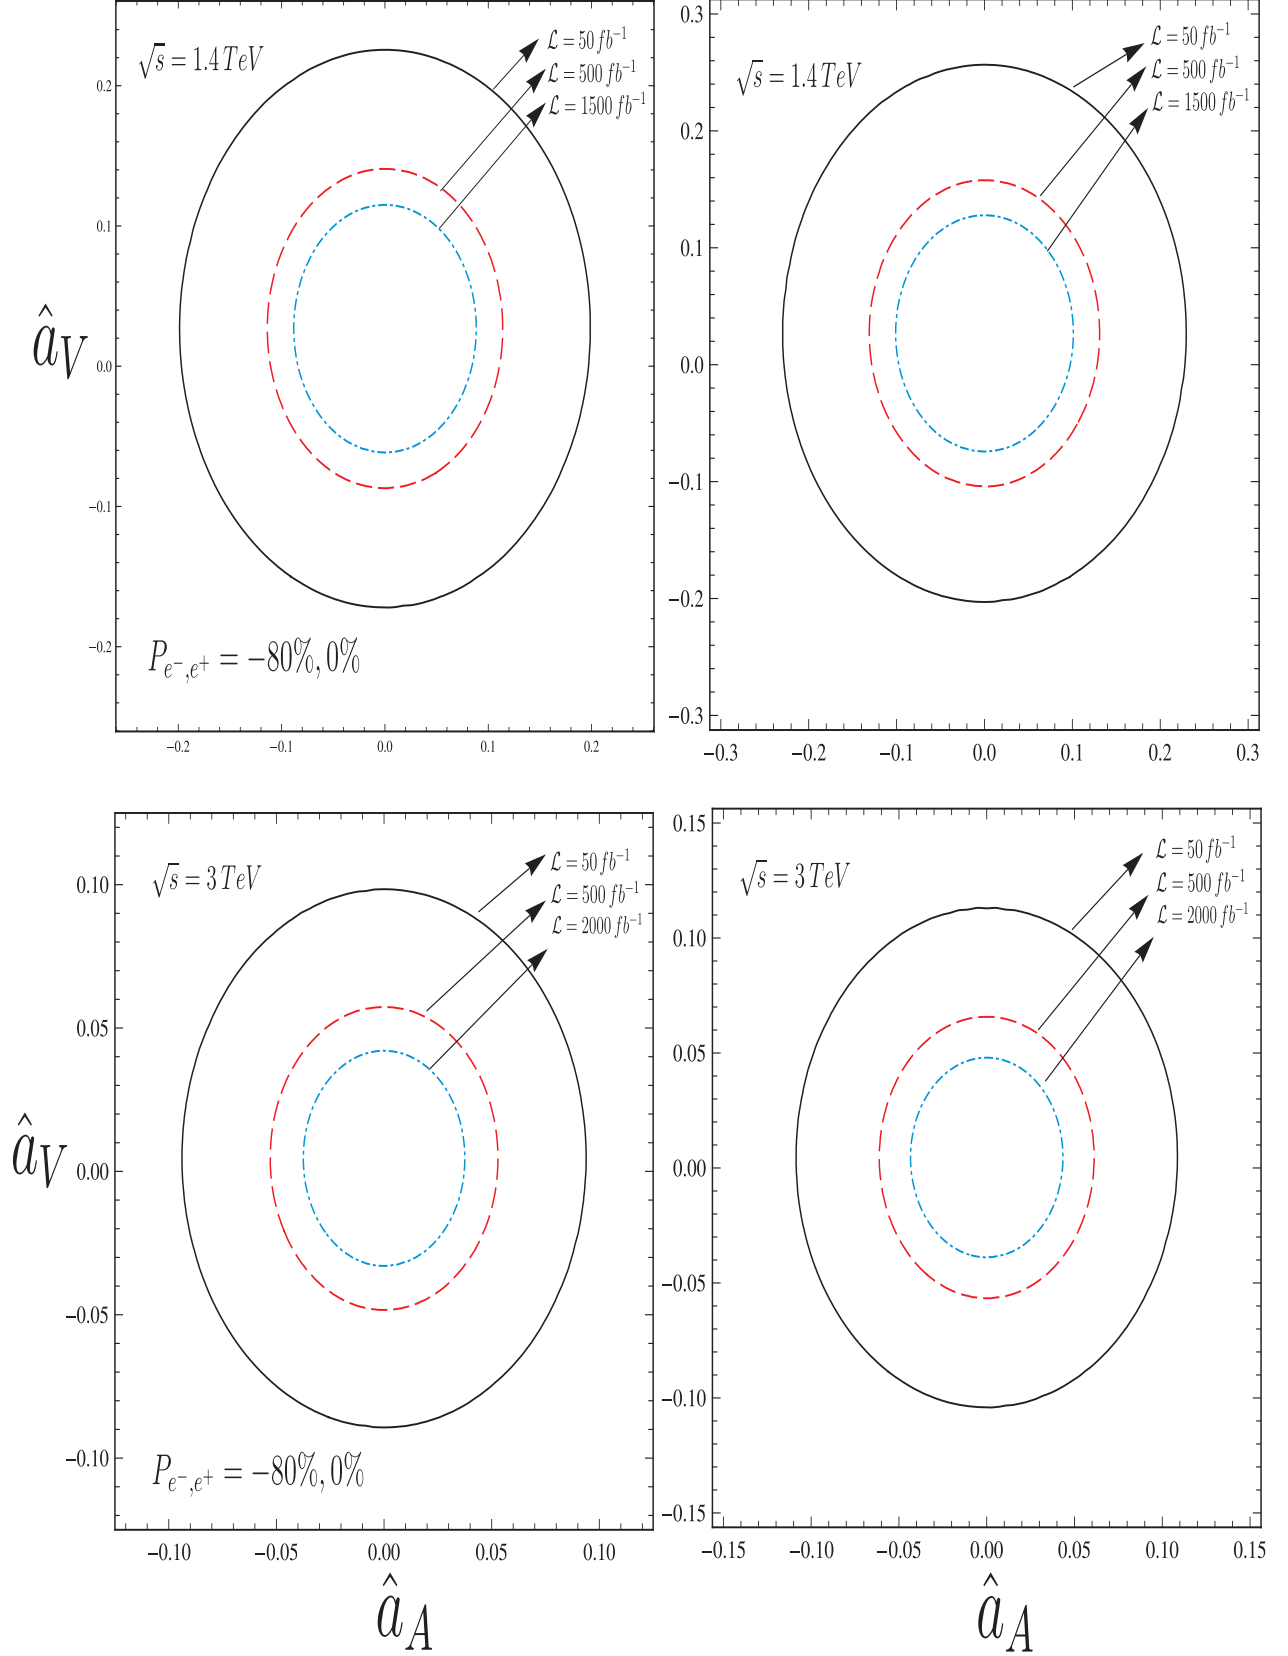 √s = 1.4 TeV
ℒ = 50 fb⁻¹
ℒ = 500 fb⁻¹
ℒ = 1500 fb⁻¹
0.2
0.1
0.0
−0.1
−0.2
â_V
P_{e⁻,e⁺} = −80%, 0%
−0.2 −0.1 0.0 0.1 0.2
√s = 1.4 TeV
ℒ = 50 fb⁻¹
ℒ = 500 fb⁻¹
ℒ = 1500 fb⁻¹
0.3
0.2
0.1
0.0
−0.1
−0.2
−0.3
−0.3 −0.2 −0.1 0.0 0.1 0.2 0.3
√s = 3 TeV
ℒ = 50 fb⁻¹
ℒ = 500 fb⁻¹
ℒ = 2000 fb⁻¹
0.10
0.05
0.00
−0.05
−0.10
â_V
P_{e⁻,e⁺} = −80%, 0%
−0.10 −0.05 0.00 0.05 0.10
â_A
√s = 3 TeV
ℒ = 50 fb⁻¹
ℒ = 500 fb⁻¹
ℒ = 2000 fb⁻¹
0.15
0.10
0.05
0.00
−0.05
−0.10
−0.15
−0.15 −0.10 −0.05 0.00 0.05 0.10 0.15
â_A